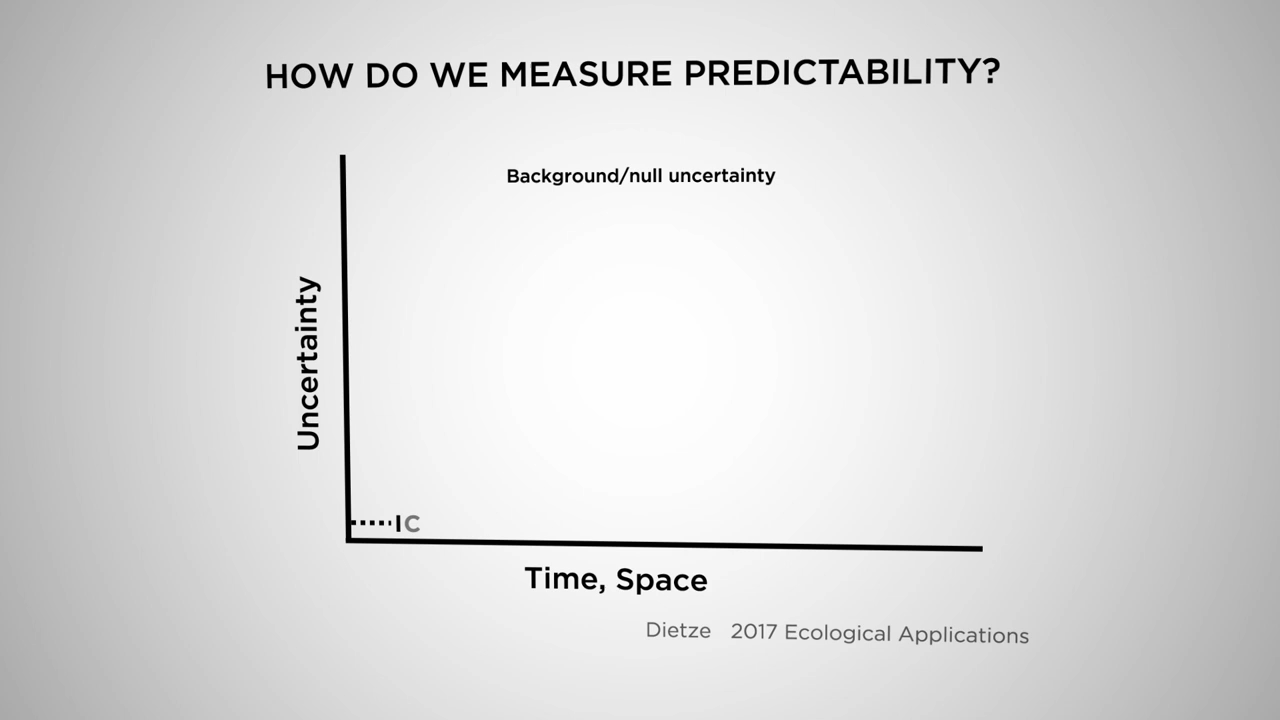 HOW DO WE MEASURE PREDICTABILITY?
Background/null uncertainty
Uncertainty
IC
Time, Space
Dietze 2017 Ecological Applications